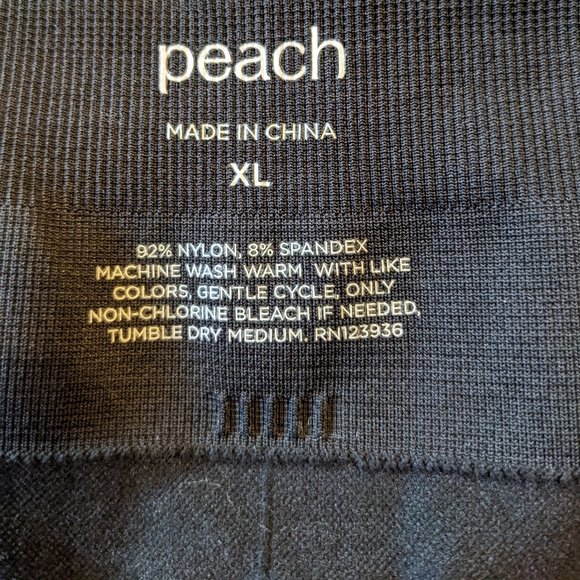 peach
MADE IN CHINA
XL
92% NYLON, 8% SPANDEX
MACHINE WASH WARM WITH LIKE
COLORS, GENTLE CYCLE, ONLY
NON-CHLORINE BLEACH IF NEEDED,
TUMBLE DRY MEDIUM. RN123936